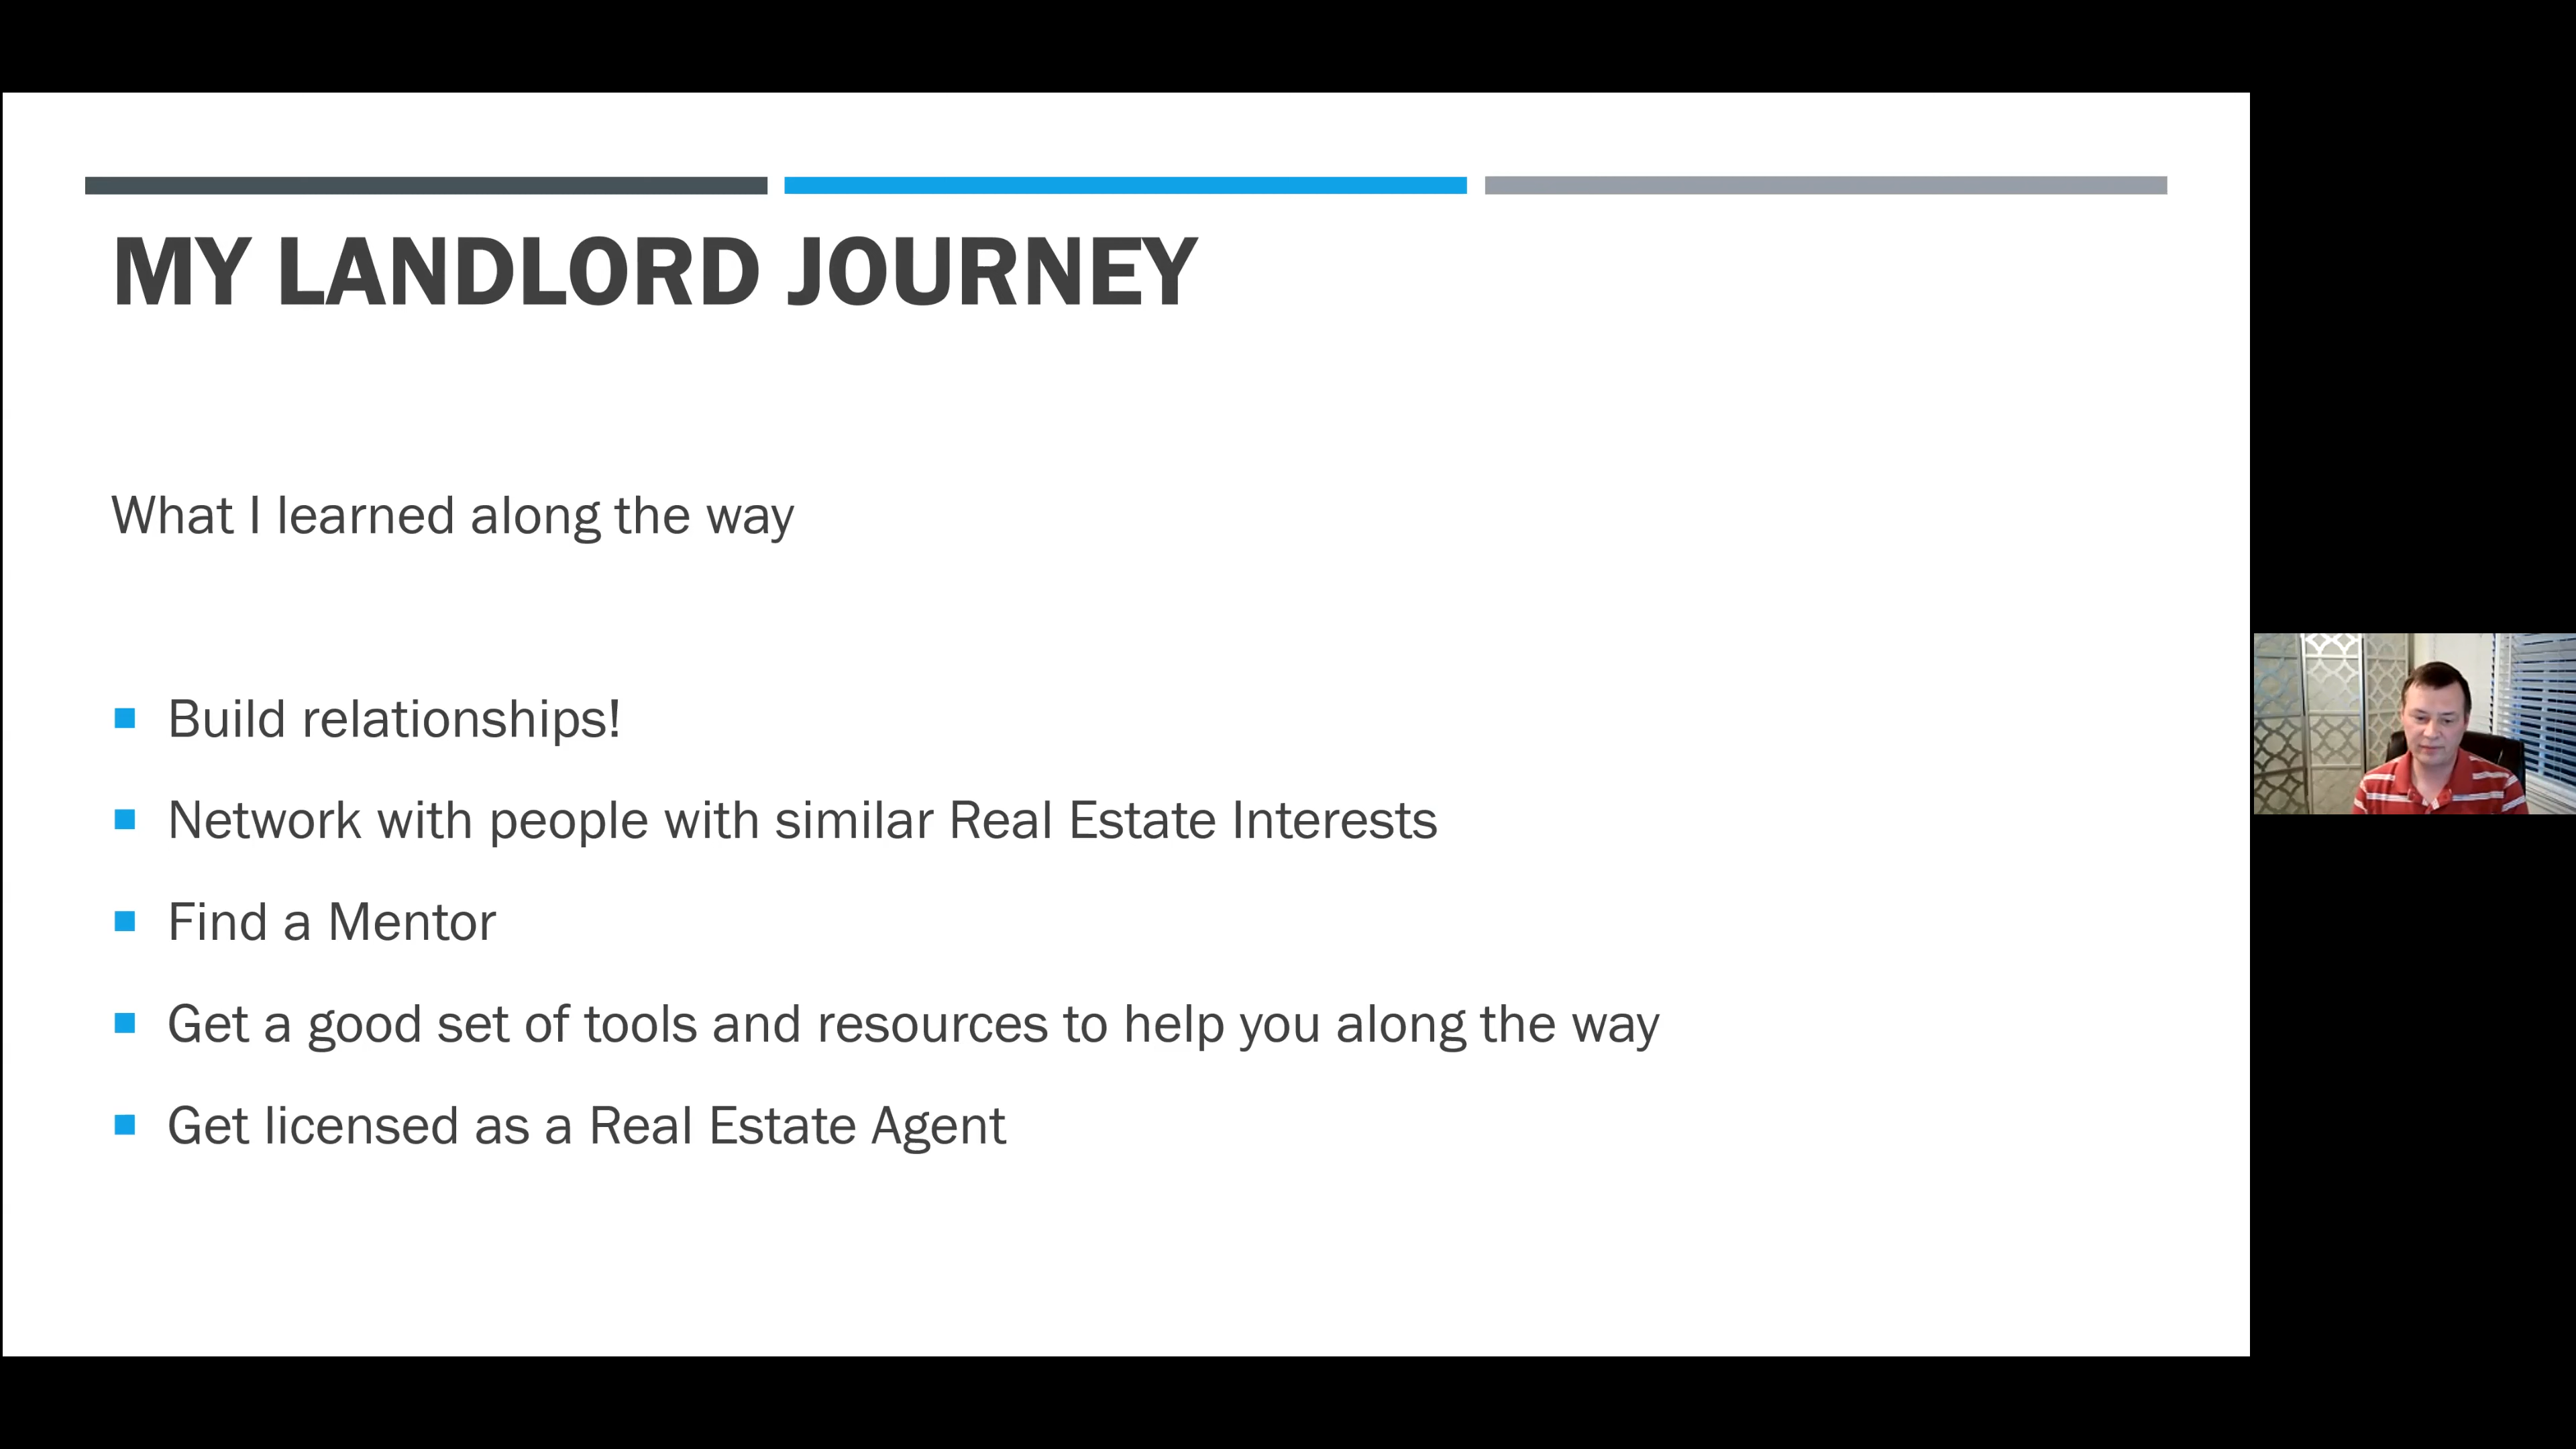 MY LANDLORD JOURNEY
What I learned along the way
Build relationships!
Network with people with similar Real Estate Interests
Find a Mentor
Get a good set of tools and resources to help you along the way
Get licensed as a Real Estate Agent